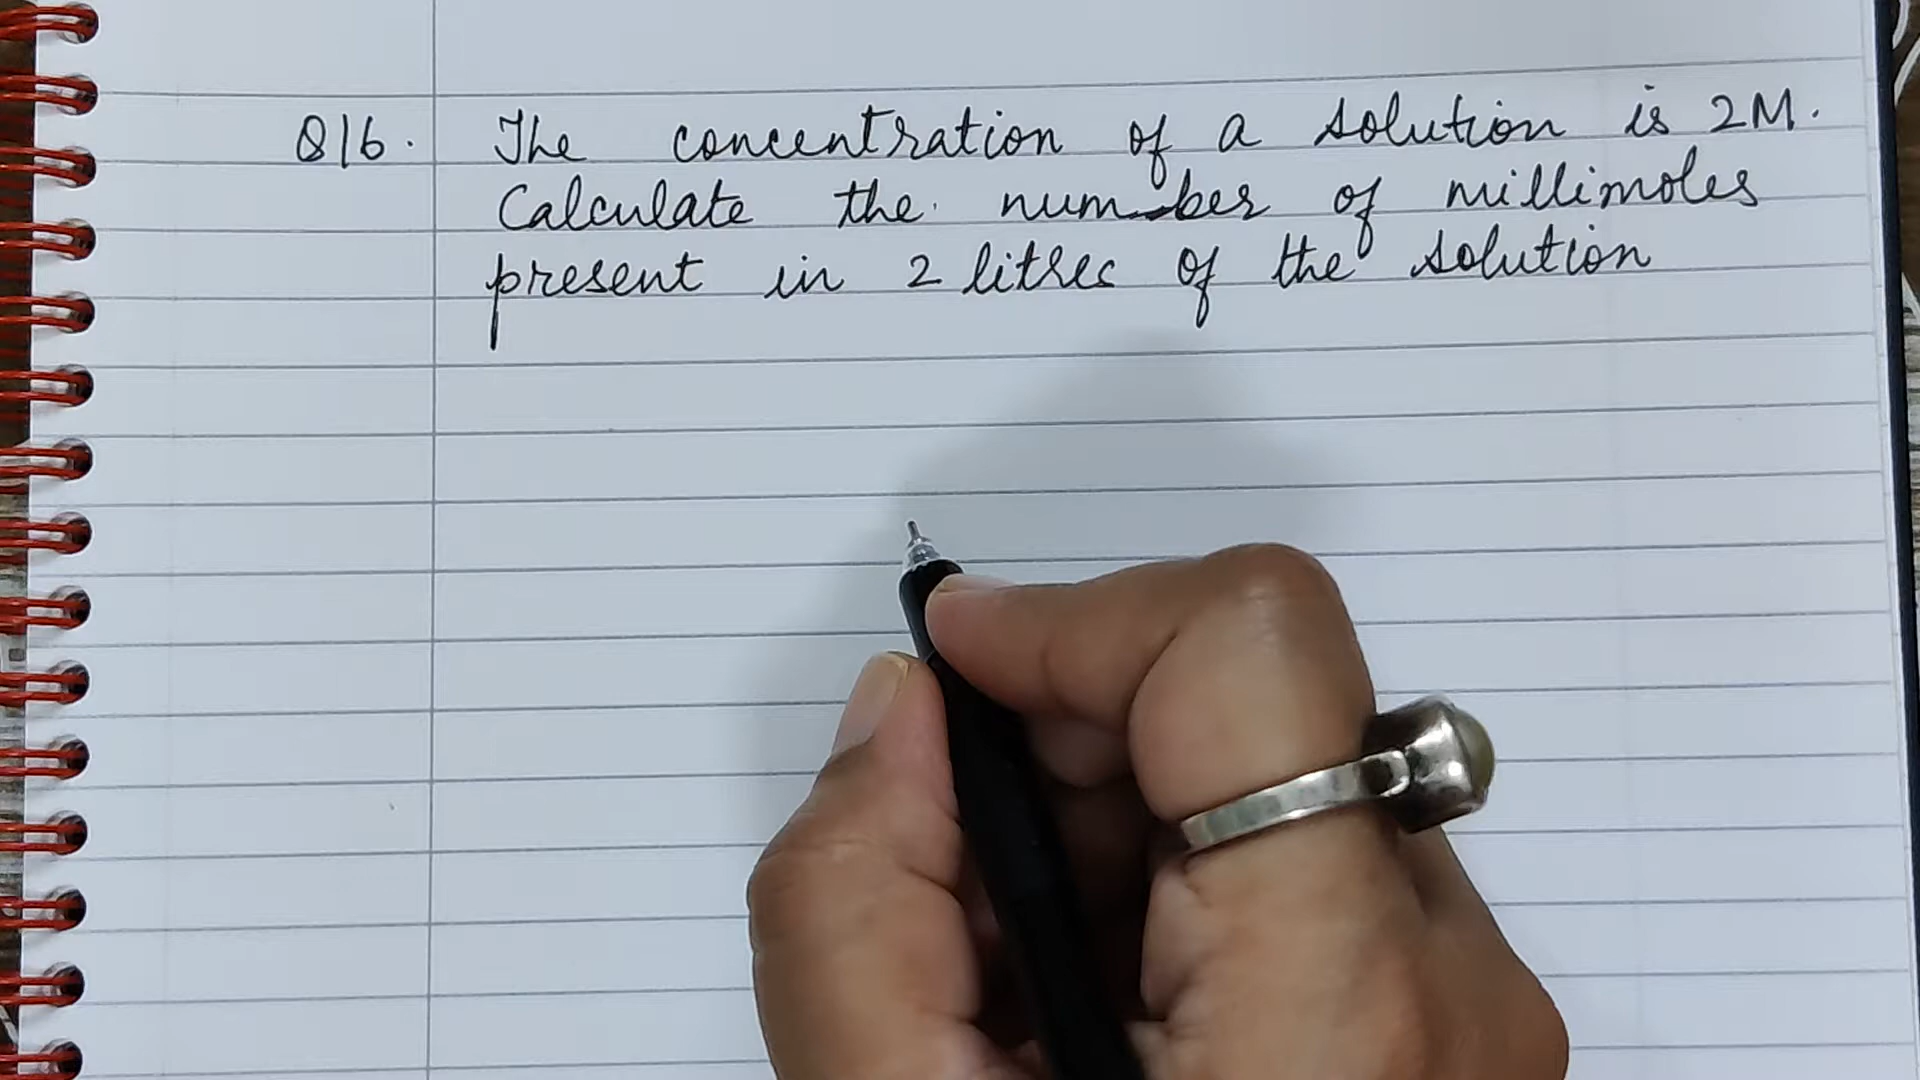 Q16. The concentration of a solution is 2M.
Calculate the number of millimoles
present in 2 litres of the solution